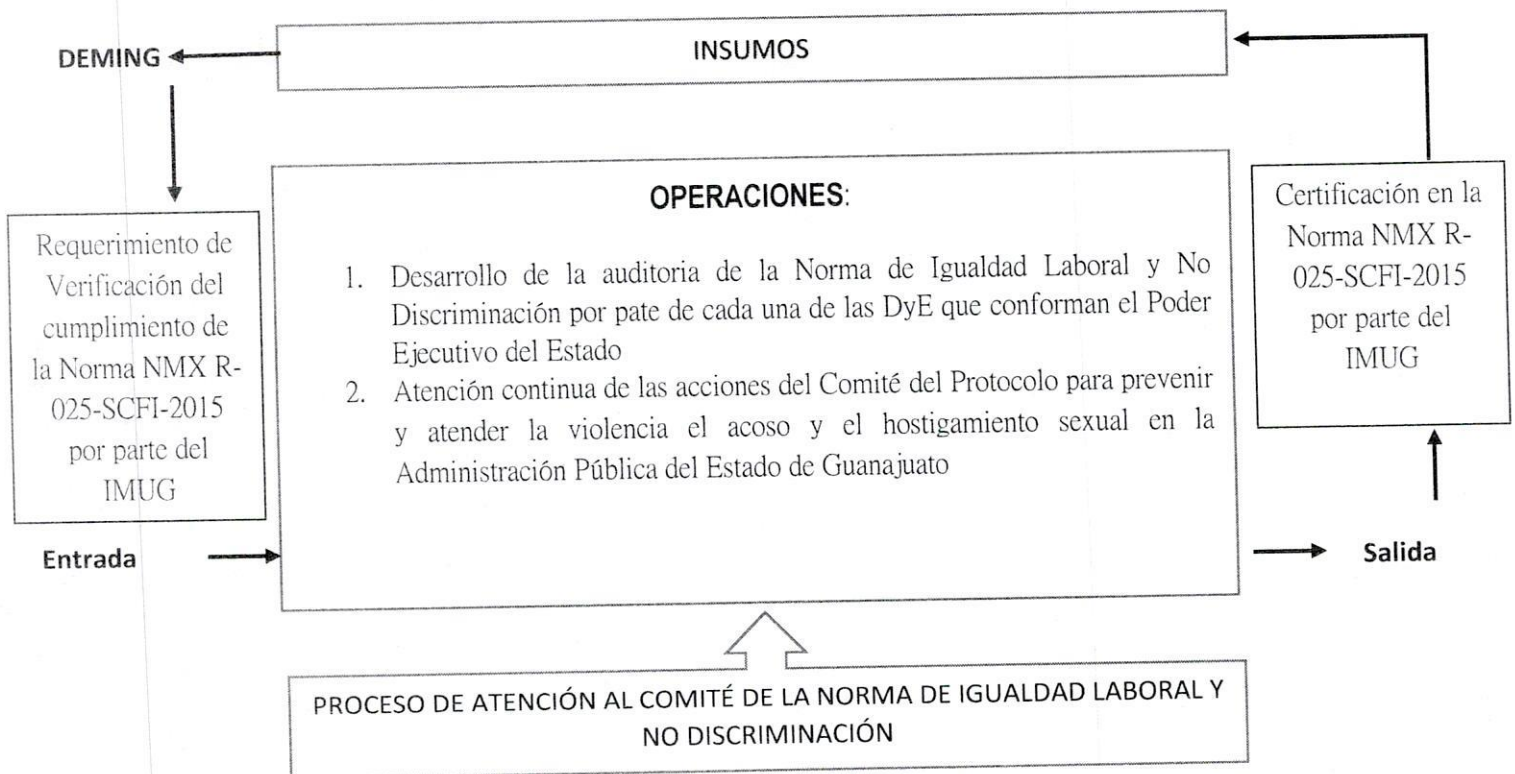 DEMING
INSUMOS
Requerimiento de
Verificación del
cumplimiento de
la Norma NMX R-
025-SCFI-2015
por parte del
IMUG
Entrada
OPERACIONES:
1. Desarrollo de la auditoria de la Norma de Igualdad Laboral y No
Discriminación por pate de cada una de las DyE que conforman el Poder
Ejecutivo del Estado
2. Atención continua de las acciones del Comité del Protocolo para prevenir
y atender la violencia el acoso y el hostigamiento sexual en la
Administración Pública del Estado de Guanajuato
Certificación en la
Norma NMX R-
025-SCFI-2015
por parte del
IMUG
Salida
PROCESO DE ATENCIÓN AL COMITÉ DE LA NORMA DE IGUALDAD LABORAL Y
NO DISCRIMINACIÓN